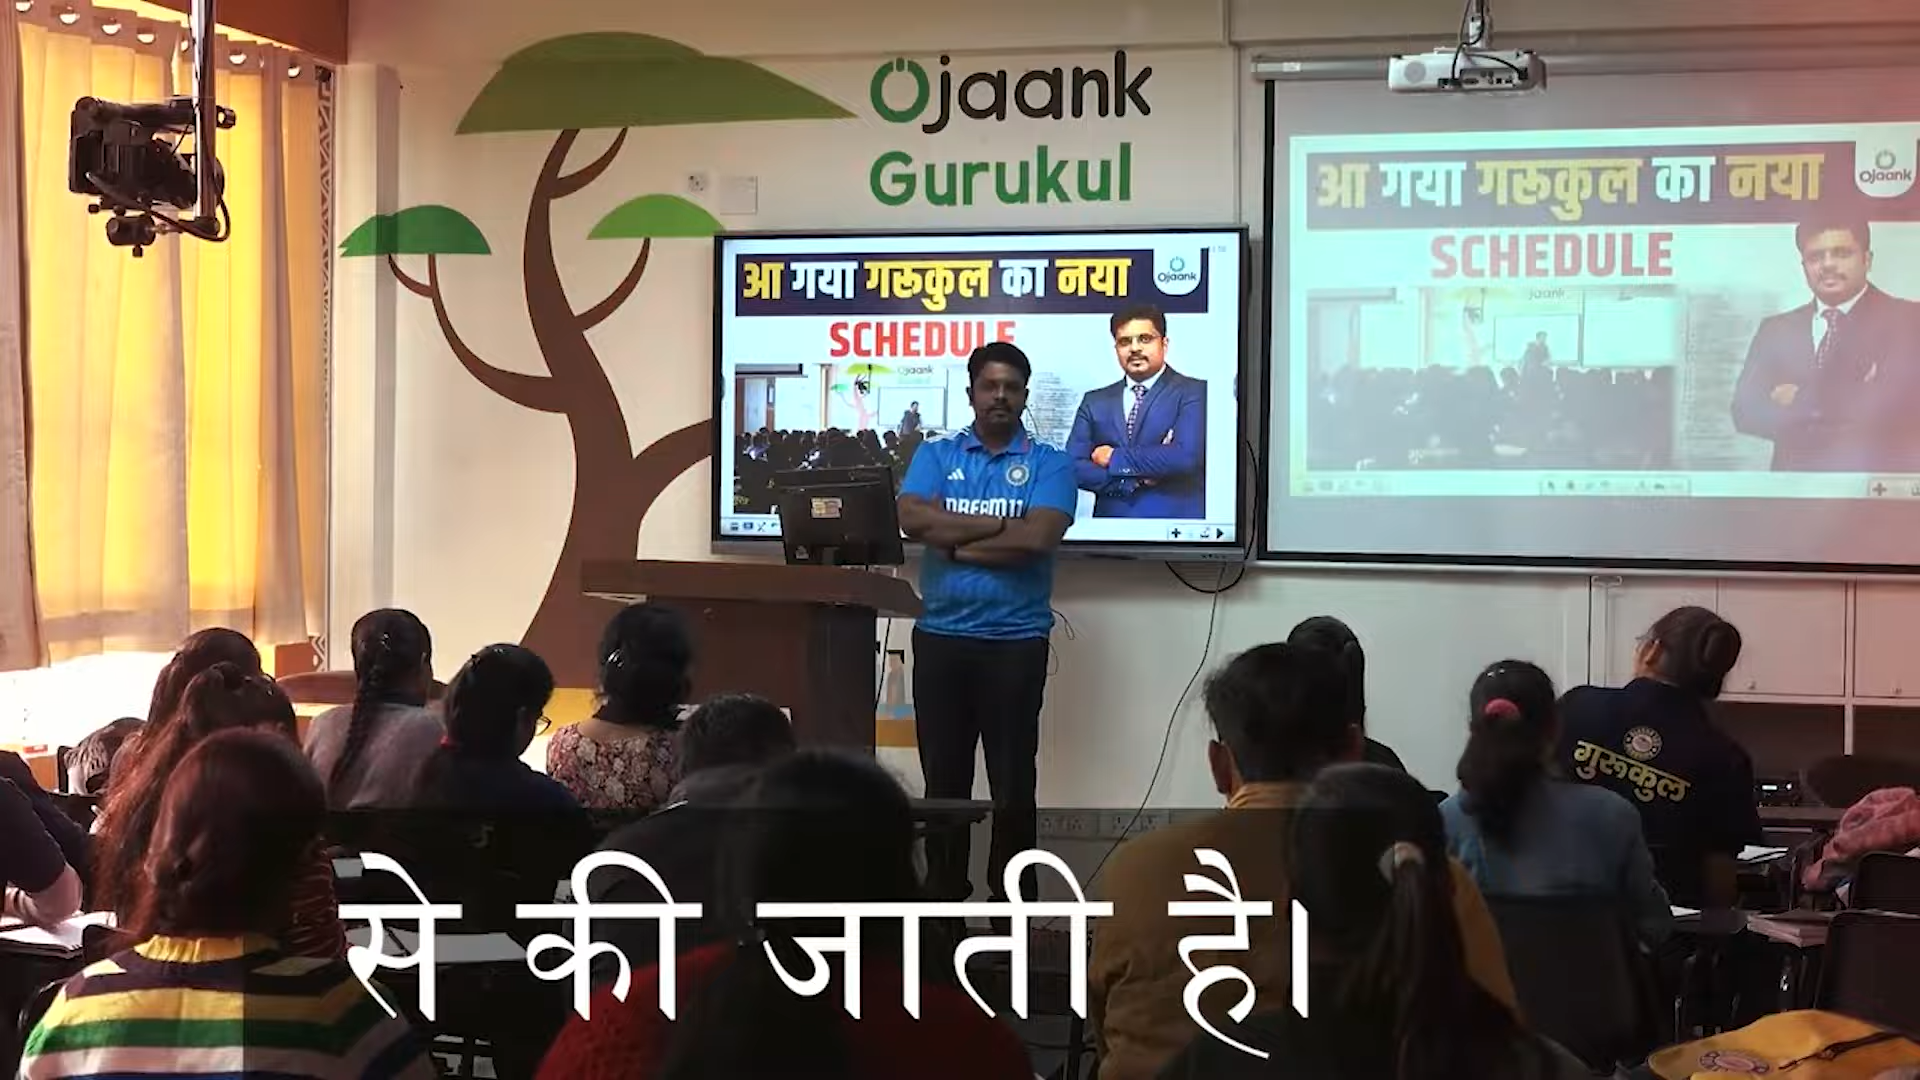 Ojaank
Gurukul
आ गया गरूकुल का नया
Ojaank
SCHEDULE
आ गया गरूकुल का नया
Ojaank
SCHEDULE
DREAM11
गुरूकुल
से की जाती है।